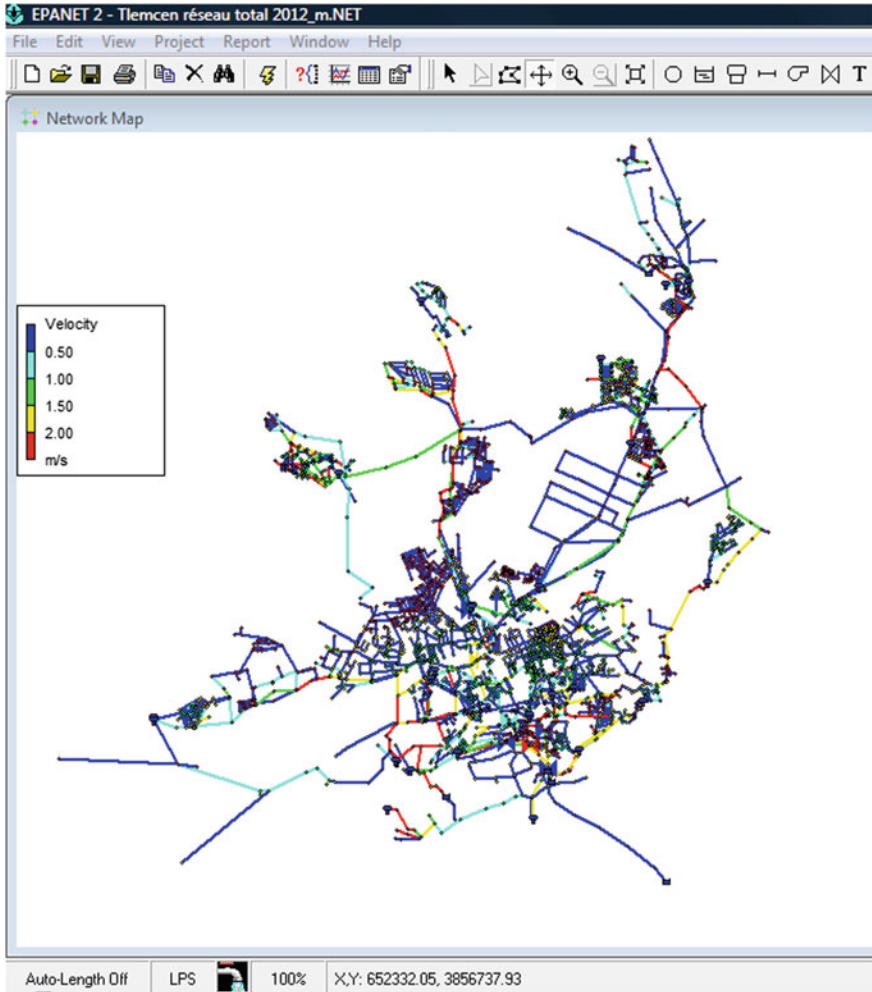 EPANET 2 - Tlemcen réseau total 2012_m.NET
File Edit View Project Report Window Help
T
Network Map
Velocity
0.50
1.00
1.50
2.00
m/s
Auto-Length Off LPS 100% X,Y: 652332.05, 3856737.93